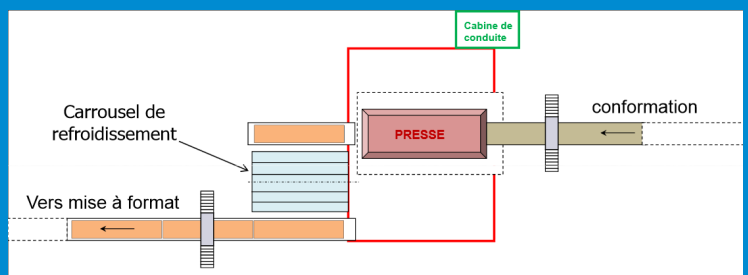 Cabine de
conduite
Carrousel de
refroidissement
PRESSE
conformation
Vers mise à format